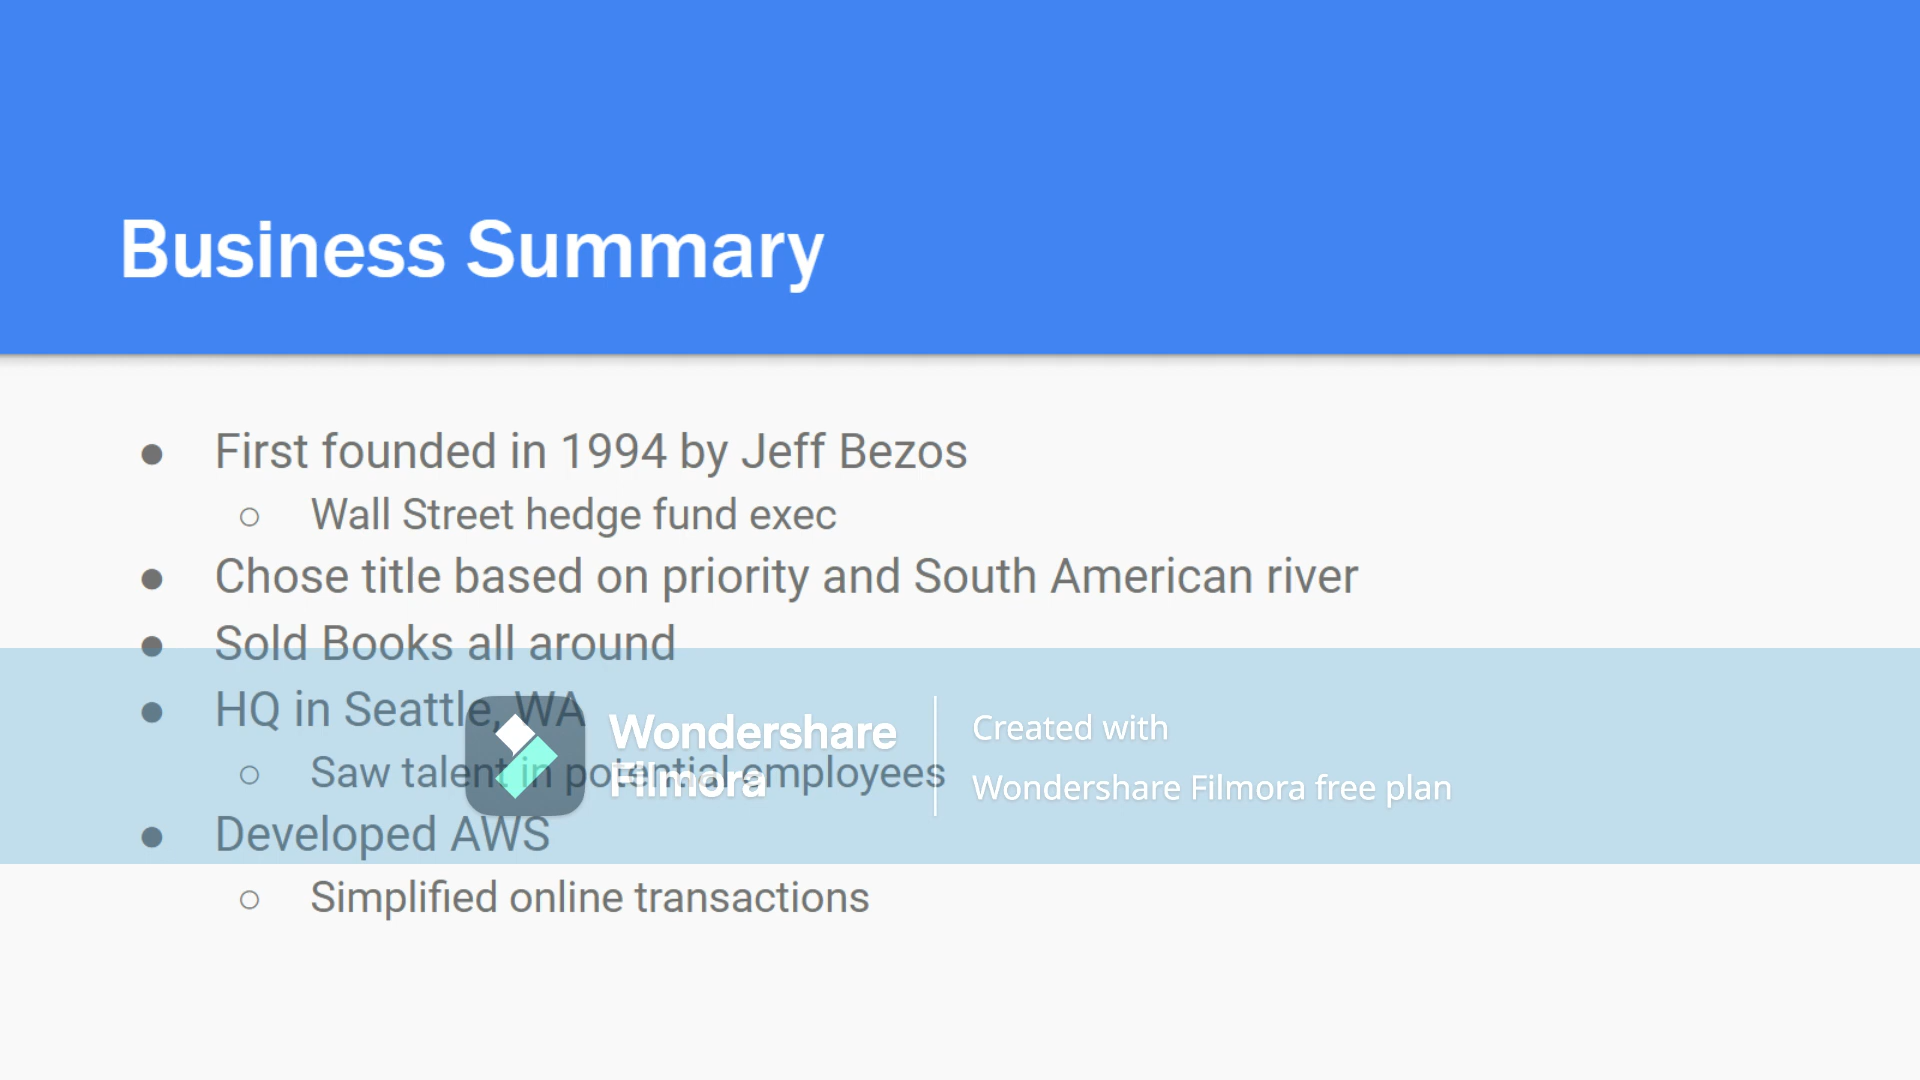 Business Summary
● First founded in 1994 by Jeff Bezos
○ Wall Street hedge fund exec
● Chose title based on priority and South American river
● Sold Books all around
● HQ in Seattle, WA
○ Saw talent in potential employees
● Developed AWS
○ Simplified online transactions
Wondershare
Filmora
Created with
Wondershare Filmora free plan